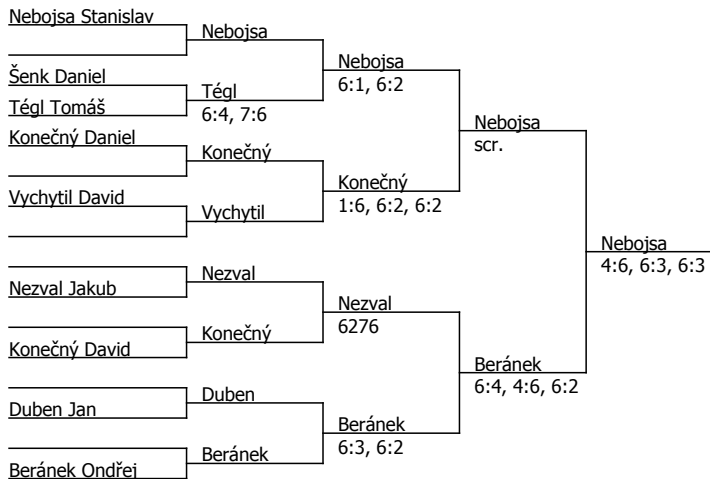 Nebojsa Stanislav
Šenk Daniel
Tégl Tomáš
Konečný Daniel
Vychytil David
Nezval Jakub
Konečný David
Duben Jan
Beránek Ondřej
Nebojsa
Tégl
6:4, 7:6
Konečný
Vychytil
Nezval
Konečný
Duben
Beránek
Nebojsa
6:1, 6:2
Konečný
1:6, 6:2, 6:2
Nezval
6276
Beránek
6:3, 6:2
Nebojsa
scr.
Beránek
6:4, 4:6, 6:2
Nebojsa
4:6, 6:3, 6:3